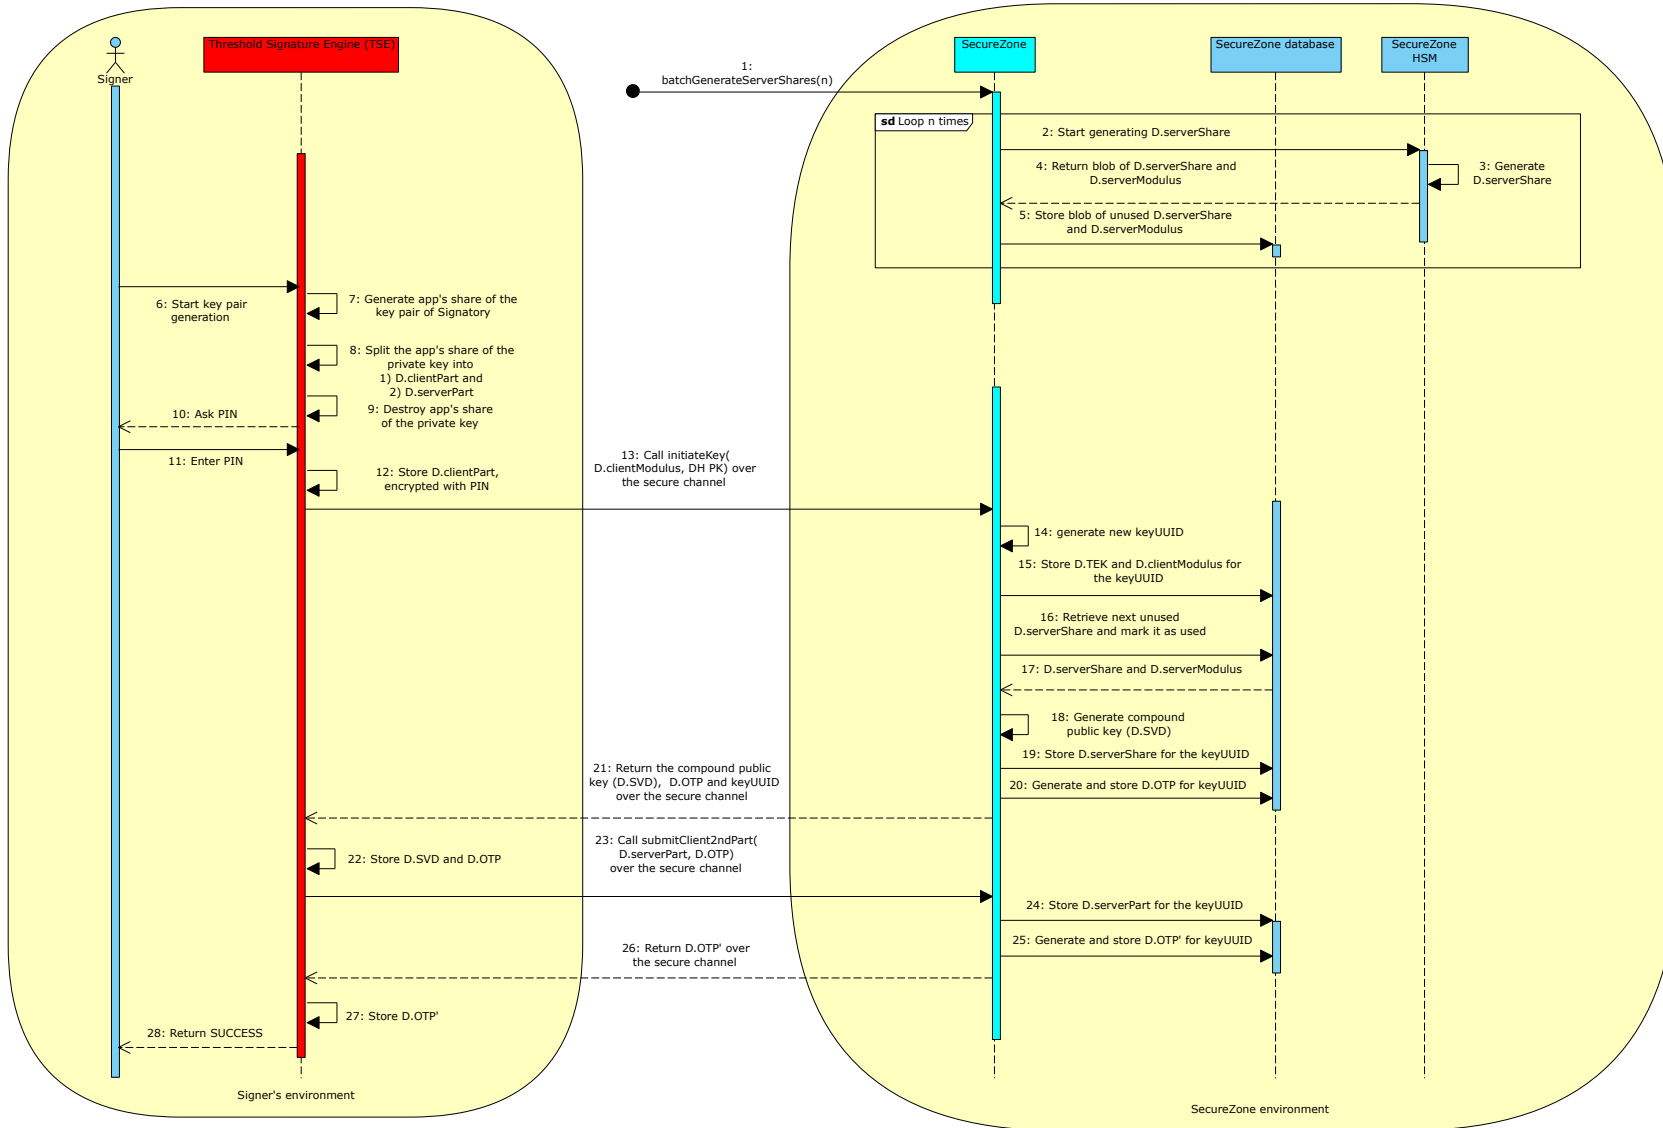 Signer
Threshold Signature Engine (TSE)
SecureZone
SecureZone database
SecureZone
HSM
1:
batchGenerateServerShares(n)
sd Loop n times
2: Start generating D.serverShare
3: Generate
D.serverShare
4: Return blob of D.serverShare and
D.serverModulus
5: Store blob of unused D.serverShare
and D.serverModulus
6: Start key pair
generation
7: Generate app's share of the
key pair of Signatory
8: Split the app's share of the
private key into
1) D.clientPart and
2) D.serverPart
9: Destroy app's share
of the private key
10: Ask PIN
11: Enter PIN
12: Store D.clientPart,
encrypted with PIN
13: Call initiateKey(
D.clientModulus, DH PK) over
the secure channel
14: generate new keyUUID
15: Store D.TEK and D.clientModulus for
the keyUUID
16: Retrieve next unused
D.serverShare and mark it as used
17: D.serverShare and D.serverModulus
18: Generate compound
public key (D.SVD)
19: Store D.serverShare for the keyUUID
20: Generate and store D.OTP for keyUUID
21: Return the compound public
key (D.SVD), D.OTP and keyUUID
over the secure channel
22: Store D.SVD and D.OTP
23: Call submitClient2ndPart(
D.serverPart, D.OTP)
over the secure channel
24: Store D.serverPart for the keyUUID
25: Generate and store D.OTP' for keyUUID
26: Return D.OTP' over
the secure channel
27: Store D.OTP'
28: Return SUCCESS
Signer's environment
SecureZone environment